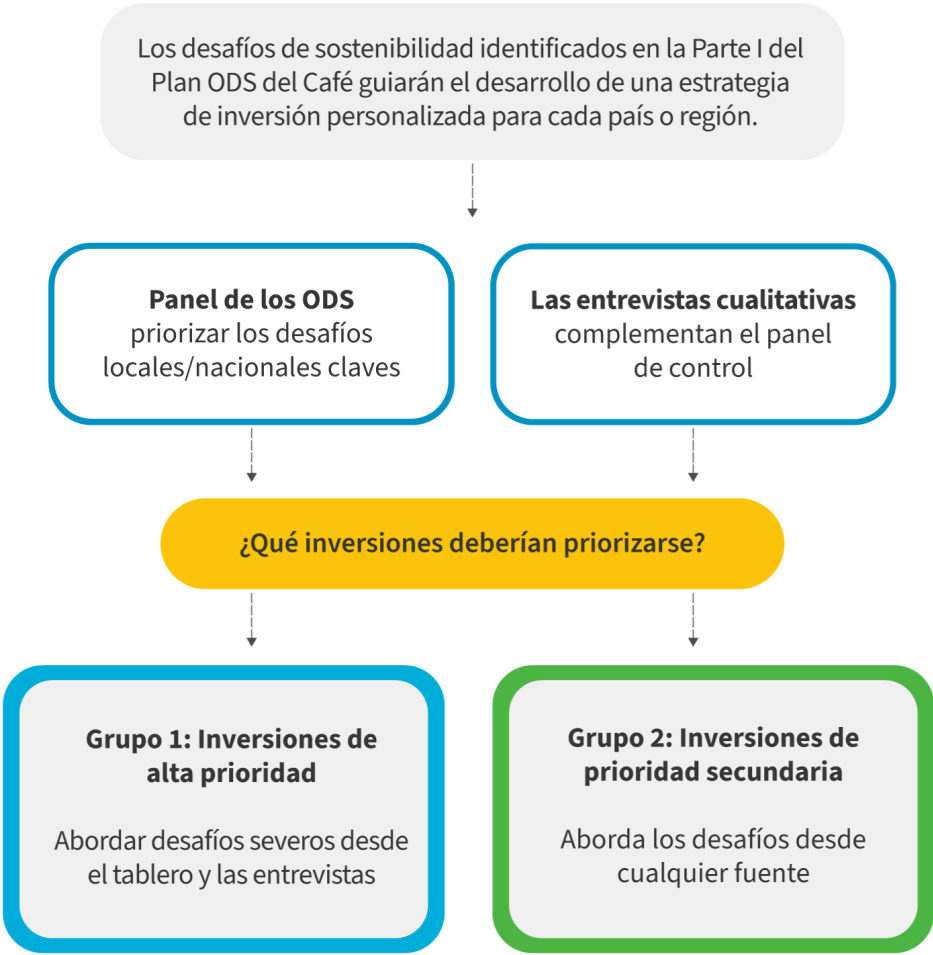 Los desafíos de sostenibilidad identificados en la Parte I del
Plan ODS del Café guiarán el desarrollo de una estrategia
de inversión personalizada para cada país o región.
Panel de los ODS
priorizar los desafíos
locales/nacionales claves
Las entrevistas cualitativas
complementan el panel
de control
¿Qué inversiones deberían priorizarse?
Grupo 1: Inversiones de
alta prioridad
Abordar desafíos severos desde
el tablero y las entrevistas
Grupo 2: Inversiones de
prioridad secundaria
Aborda los desafíos desde
cualquier fuente